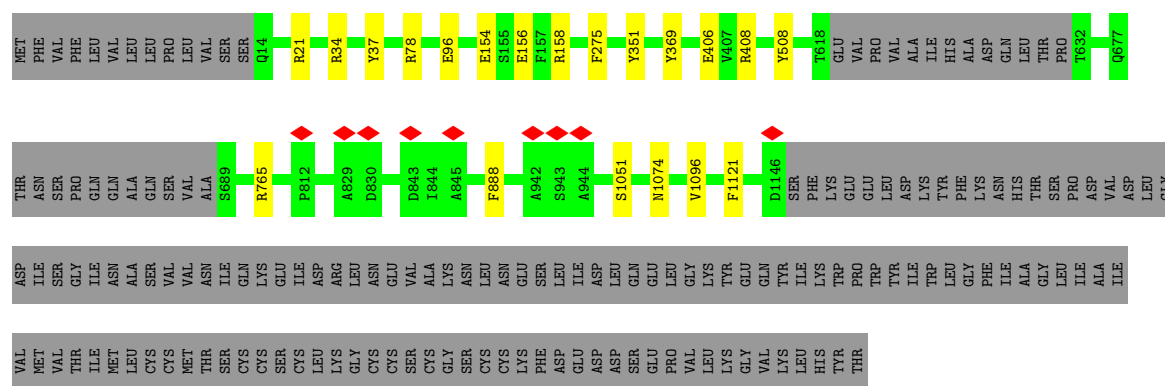 MET PHE VAL PHE LEU VAL LEU LEU PRO LEU VAL SER SER Q14 R21 R34 Y37 R78 E96 E154 S155 E156 F157 R158 F275 Y351 Y369 E406 V407 R408 Y508 T618 GLU VAL PRO VAL ALA ILE HIS ALA ASP GLN LEU THR PRO T632 Q677
THR ASN SER PRO GLN GLN ALA GLN SER VAL ALA S689 R765 P812 A829 D830 D843 I844 A845 F888 A942 S943 A944 S1051 N1074 V1096 F1121 D1146 SER PHE LYS GLU GLU LEU ASP LYS TYR PHE LYS ASN HIS THR SER PRO ASP VAL ASP LEU GLY
ASP ILE SER GLY ILE ASN ALA SER VAL VAL ASN ILE GLN LYS GLU ILE ASP ARG LEU ASN GLU VAL ALA LYS ASN LEU ASN GLU SER LEU ILE ASP LEU GLN GLU LEU GLY LYS TYR GLU GLN TYR ILE LYS TRP PRO TRP TYR ILE TRP LEU GLY PHE ILE ALA GLY LEU ILE ALA ILE
VAL MET VAL THR ILE MET LEU CYS CYS MET THR SER CYS CYS SER CYS LEU LYS GLY CYS CYS SER CYS GLY SER CYS CYS LYS PHE ASP GLU ASP ASP SER GLU PRO VAL LEU LYS GLY VAL LYS LEU HIS TYR THR